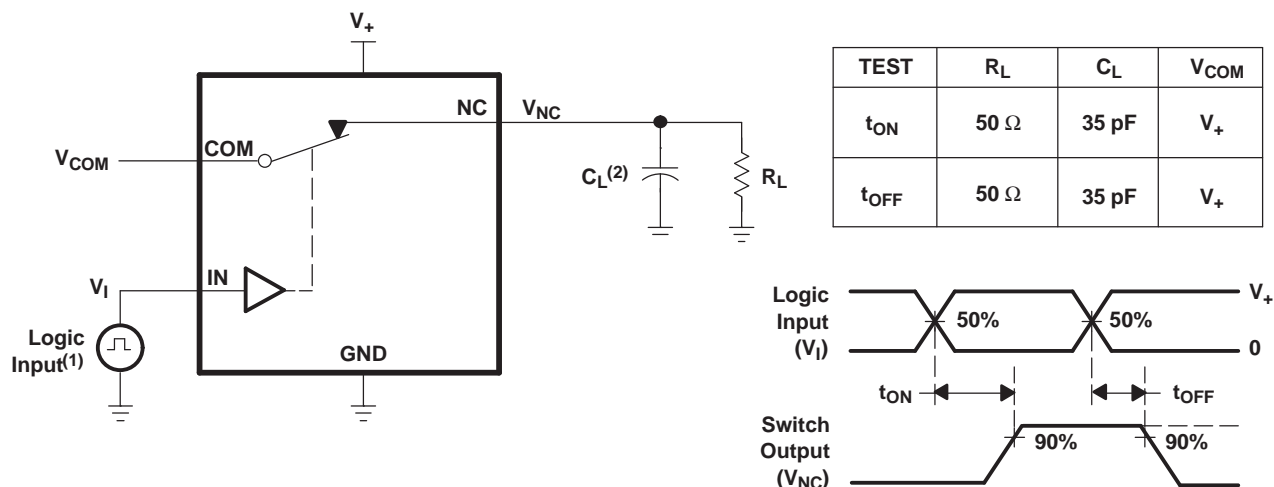 V+
NC
VNC
COM
VCOM
CL(2)
RL
IN
VI
Logic
Input(1)
GND
TEST RL CL VCOM
tON 50 Ω 35 pF V+
tOFF 50 Ω 35 pF V+
Logic
Input
(VI)
50%
50%
V+
0
tON
tOFF
Switch
Output
(VNC)
90%
90%